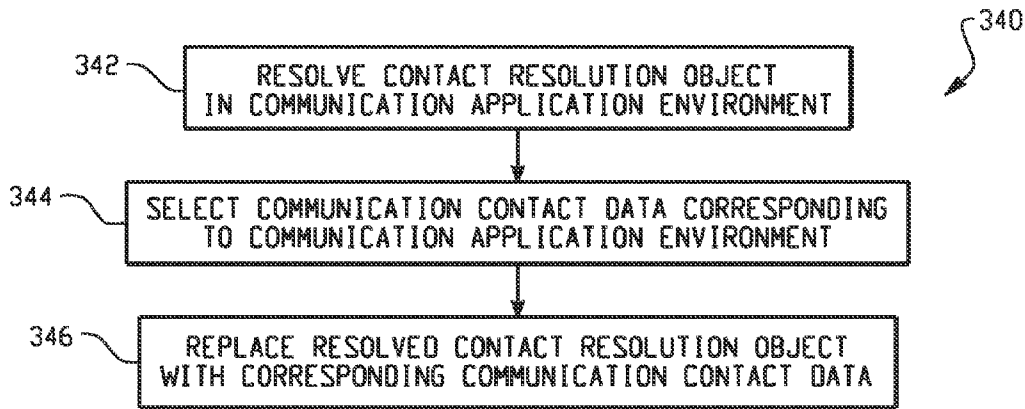 340
342
RESOLVE CONTACT RESOLUTION OBJECT
IN COMMUNICATION APPLICATION ENVIRONMENT
344
SELECT COMMUNICATION CONTACT DATA CORRESPONDING
TO COMMUNICATION APPLICATION ENVIRONMENT
346
REPLACE RESOLVED CONTACT RESOLUTION OBJECT
WITH CORRESPONDING COMMUNICATION CONTACT DATA